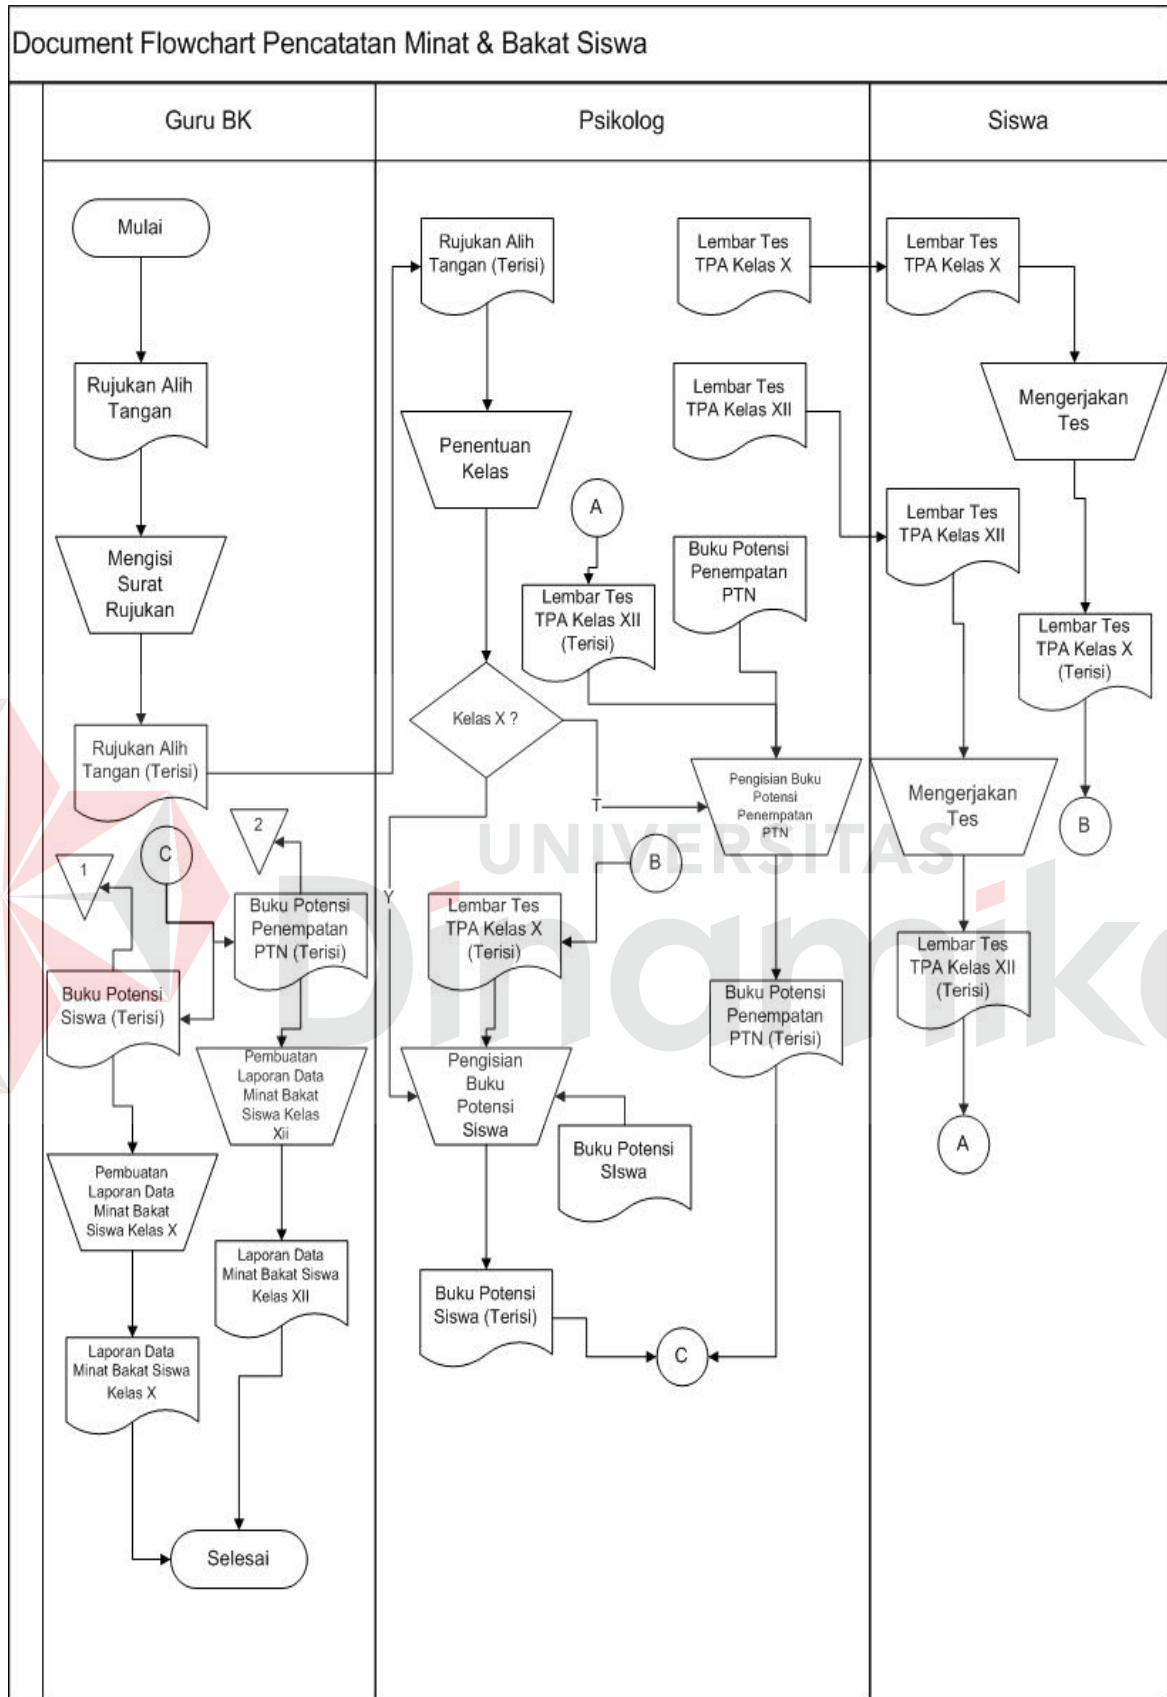 Document Flowchart Pencatatan Minat & Bakat Siswa
Guru BK
Psikolog
Siswa
Mulai
Rujukan Alih
Tangan
Mengisi
Surat
Rujukan
Rujukan Alih
Tangan (Terisi)
1
C
2
Buku Potensi
Penempatan
PTN (Terisi)
Buku Potensi
Siswa (Terisi)
Pembuatan
Laporan Data
Minat Bakat
Siswa Kelas
Xii
Pembuatan
Laporan Data
Minat Bakat
Siswa Kelas X
Laporan Data
Minat Bakat Siswa
Kelas XII
Laporan Data
Minat Bakat Siswa
Kelas X
Selesai
Rujukan Alih
Tangan (Terisi)
Penentuan
Kelas
Kelas X ?
T
Y
Lembar Tes
TPA Kelas X
Lembar Tes
TPA Kelas XII
A
Lembar Tes
TPA Kelas XII
(Terisi)
Buku Potensi
Penempatan
PTN
Pengisian Buku
Potensi
Penempatan
PTN
B
Lembar Tes
TPA Kelas X
(Terisi)
Pengisian
Buku
Potensi
Siswa
Buku Potensi
SIswa
Buku Potensi
Penempatan
PTN (Terisi)
Buku Potensi
Siswa (Terisi)
C
Lembar Tes
TPA Kelas X
Mengerjakan
Tes
Lembar Tes
TPA Kelas XII
Lembar Tes
TPA Kelas X
(Terisi)
Mengerjakan
Tes
B
Lembar Tes
TPA Kelas XII
(Terisi)
A
UNIVERSITAS
Dinamika